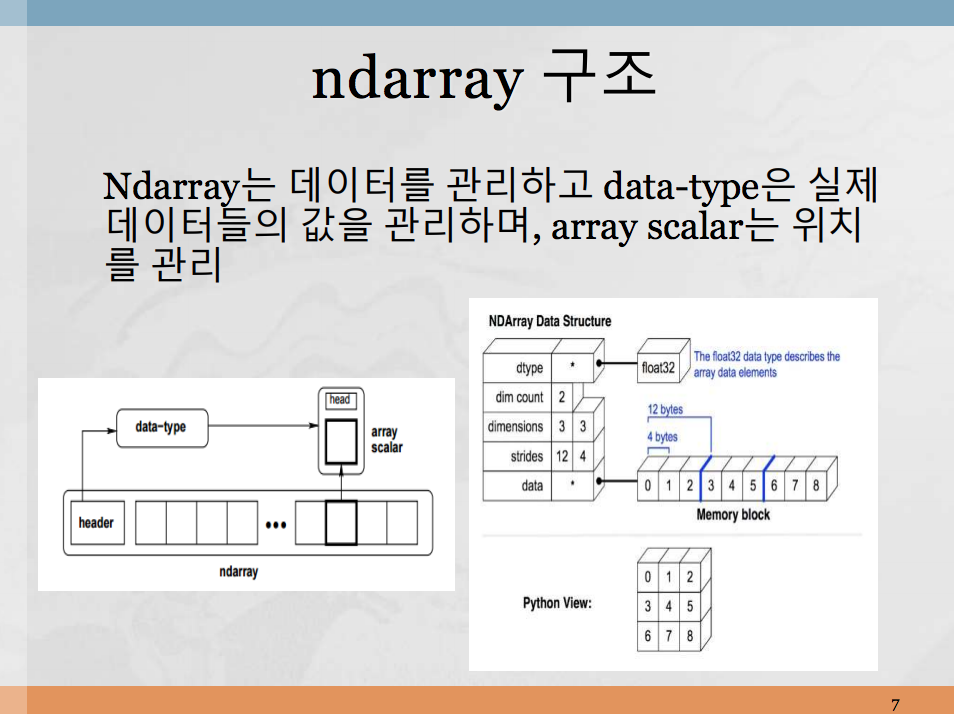 ndarray 구조
Ndarray는 데이터를 관리하고 data-type은 실제
데이터들의 값을 관리하며, array scalar는 위치
를 관리
head
data-type
array
scalar
header
ndarray
NDArray Data Structure
dtype *
float32
The float32 data type describes the
array data elements
dim count 2
12 bytes
dimensions 3 3
4 bytes
strides 12 4
data *
0 1 2 3 4 5 6 7 8
Memory block
Python View:
0 1 2
3 4 5
6 7 8
7